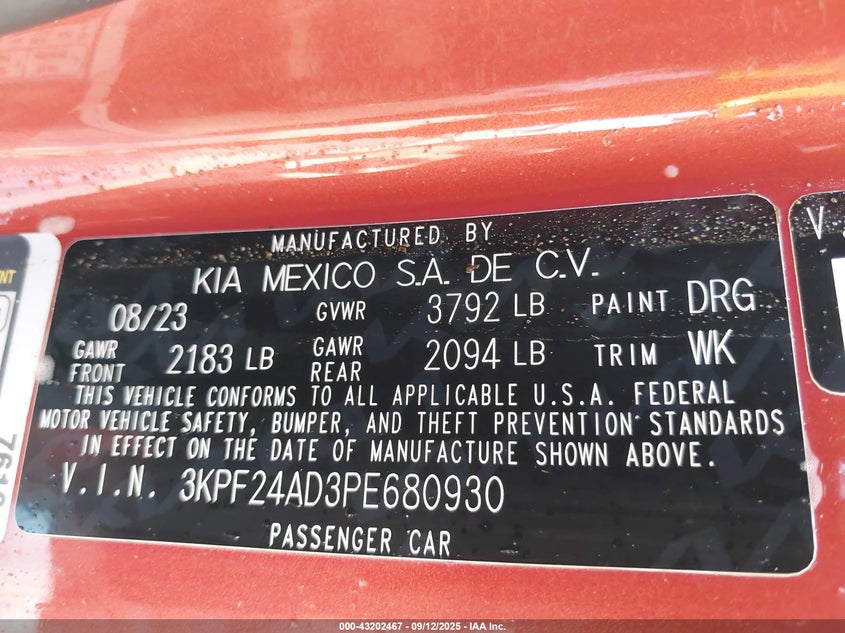 MANUFACTURED BY
KIA MEXICO S.A. DE C.V.
08/23 GVWR 3792 LB PAINT DRG
GAWR FRONT 2183 LB GAWR REAR 2094 LB TRIM WK
THIS VEHICLE CONFORMS TO ALL APPLICABLE U.S.A. FEDERAL
MOTOR VEHICLE SAFETY, BUMPER, AND THEFT PREVENTION STANDARDS
IN EFFECT ON THE DATE OF MANUFACTURE SHOWN ABOVE.
V.I.N. 3KPF24AD3PE680930
PASSENGER CAR
000-43202467 - 09/12/2025 - IAA Inc.